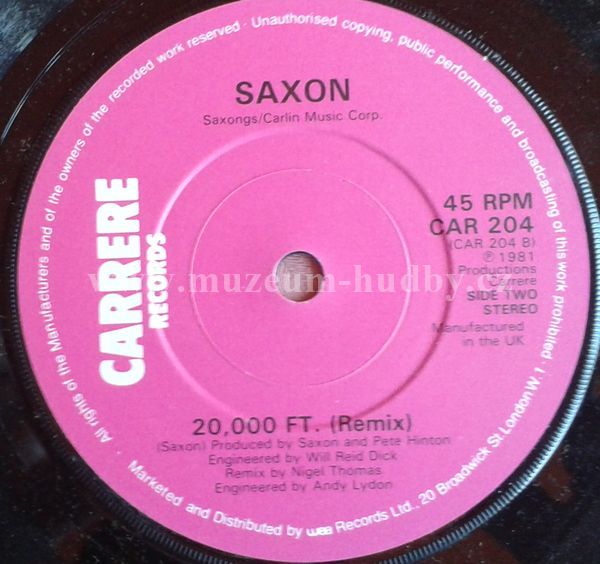 All rights of the Manufacturers and of the owners of the recorded work reserved · Unauthorised copying, public performance and broadcasting of this work prohibited.
SAXON
Saxongs/Carlin Music Corp.
CARRERE
RECORDS
45 RPM
CAR 204
(CAR 204 B)
℗ 1981
Productions
Carrere
SIDE TWO
STEREO
Manufactured
in the UK
www.muzeum-hudby.cz
20,000 FT. (Remix)
(Saxon) Produced by Saxon and Pete Hinton
Engineered by Will Reid Dick
Remix by Nigel Thomas
Engineered by Andy Lydon
Marketed and Distributed by wea Records Ltd., 20 Broadwick St. London W.1.